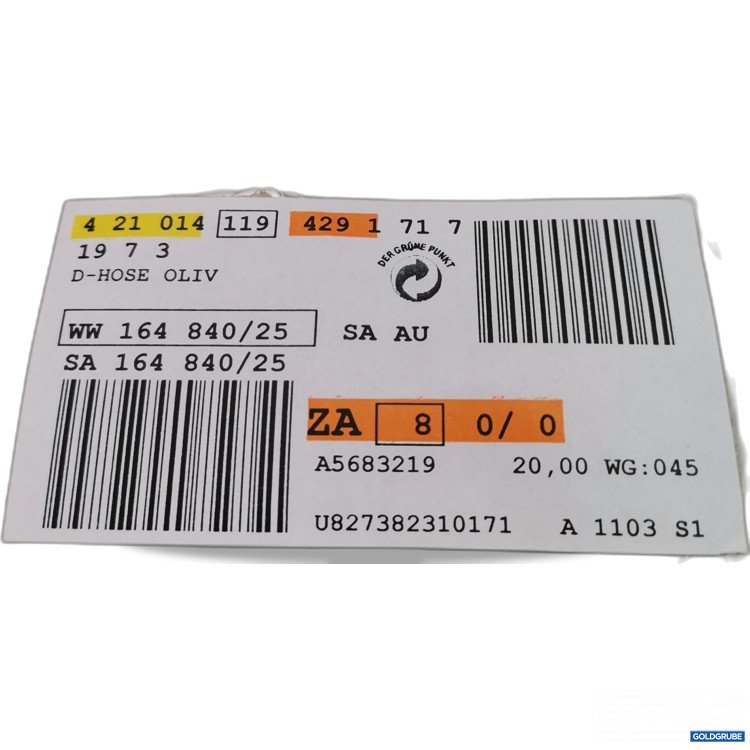 4 21 014 119 429 1 71 7
19 7 3
D-HOSE OLIV
DER GRÜNE PUNKT
WW 164 840/25 SA AU
SA 164 840/25
ZA 8 0/ 0
A5683219 20,00 WG:045
U827382310171 A 1103 S1
GOLDGRUBE